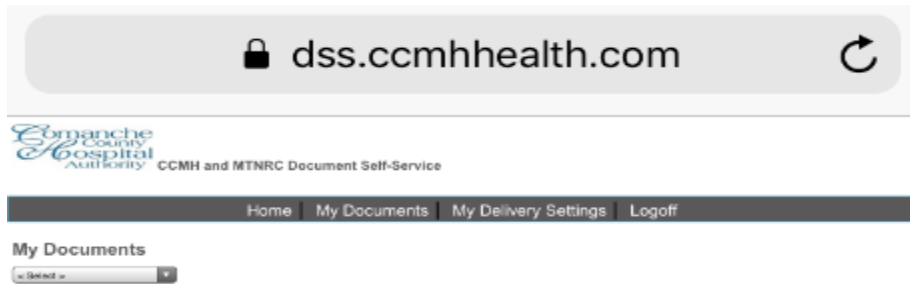 dss.ccmhhealth.com
Comanche
County
Hospital
Authority
CCMH and MTNRC Document Self-Service
Home | My Documents | My Delivery Settings | Logoff
My Documents
« Select »